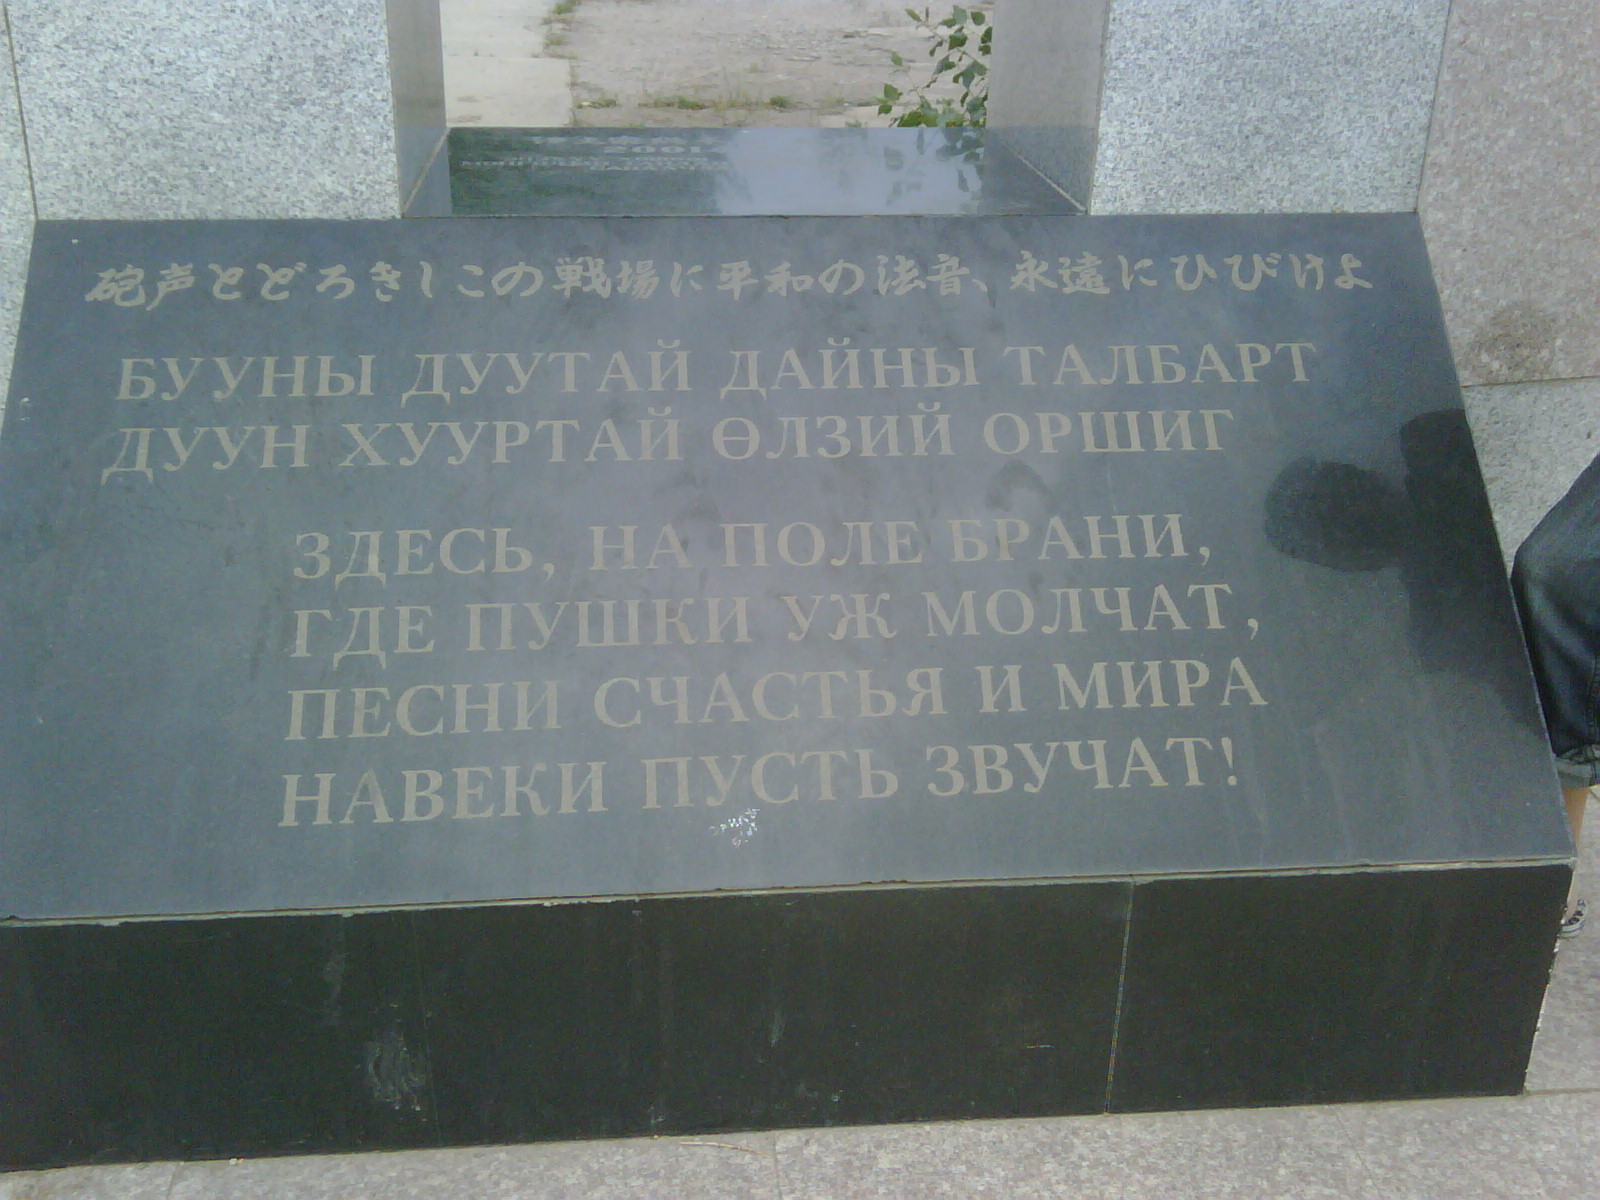 砲声とどろきしこの戦場に平和の法音、永遠にひびけよ
БУУНЫ ДУУТАЙ ДАЙНЫ ТАЛБАРТ
ДУУН ХУУРТАЙ ӨЛЗИЙ ОРШИГ
ЗДЕСЬ, НА ПОЛЕ БРАНИ,
ГДЕ ПУШКИ УЖ МОЛЧАТ,
ПЕСНИ СЧАСТЬЯ И МИРА
НАВЕКИ ПУСТЬ ЗВУЧАТ!